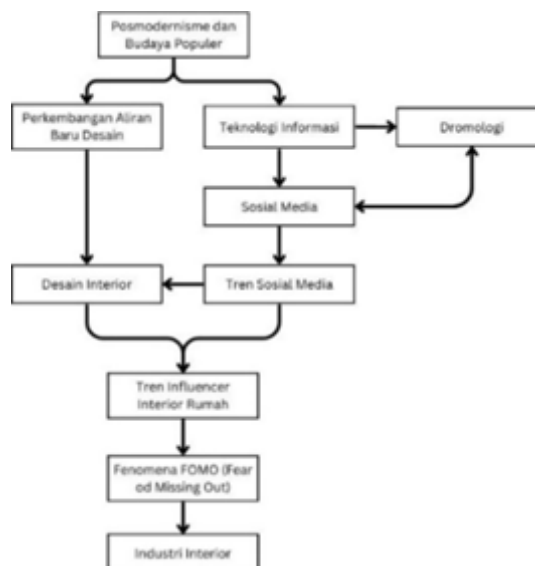 Posmodernisme dan
Budaya Populer
Perkembangan Aliran
Baru Desain
Teknologi Informasi
Dromologi
Sosial Media
Desain Interior
Tren Sosial Media
Tren Influencer
Interior Rumah
Fenomena FOMO (Fear
od Missing Out)
Industri Interior